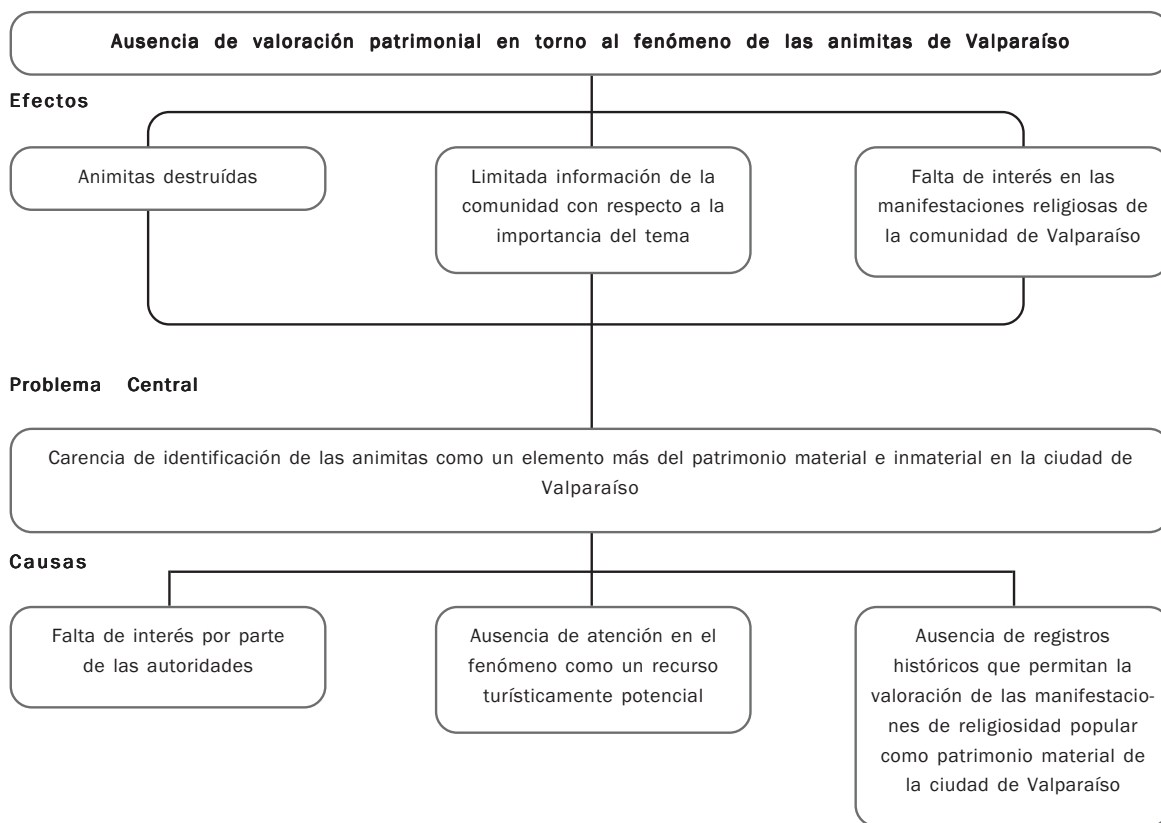 Ausencia de valoración patrimonial en torno al fenómeno de las animitas de Valparaíso
Efectos
Animitas destruídas
Limitada información de la
comunidad con respecto a la
importancia del tema
Falta de interés en las
manifestaciones religiosas de
la comunidad de Valparaíso
Problema Central
Carencia de identificación de las animitas como un elemento más del patrimonio material e inmaterial en la ciudad de
Valparaíso
Causas
Falta de interés por parte
de las autoridades
Ausencia de atención en el
fenómeno como un recurso
turísticamente potencial
Ausencia de registros
históricos que permitan la
valoración de las manifestacio-
nes de religiosidad popular
como patrimonio material de
la ciudad de Valparaíso